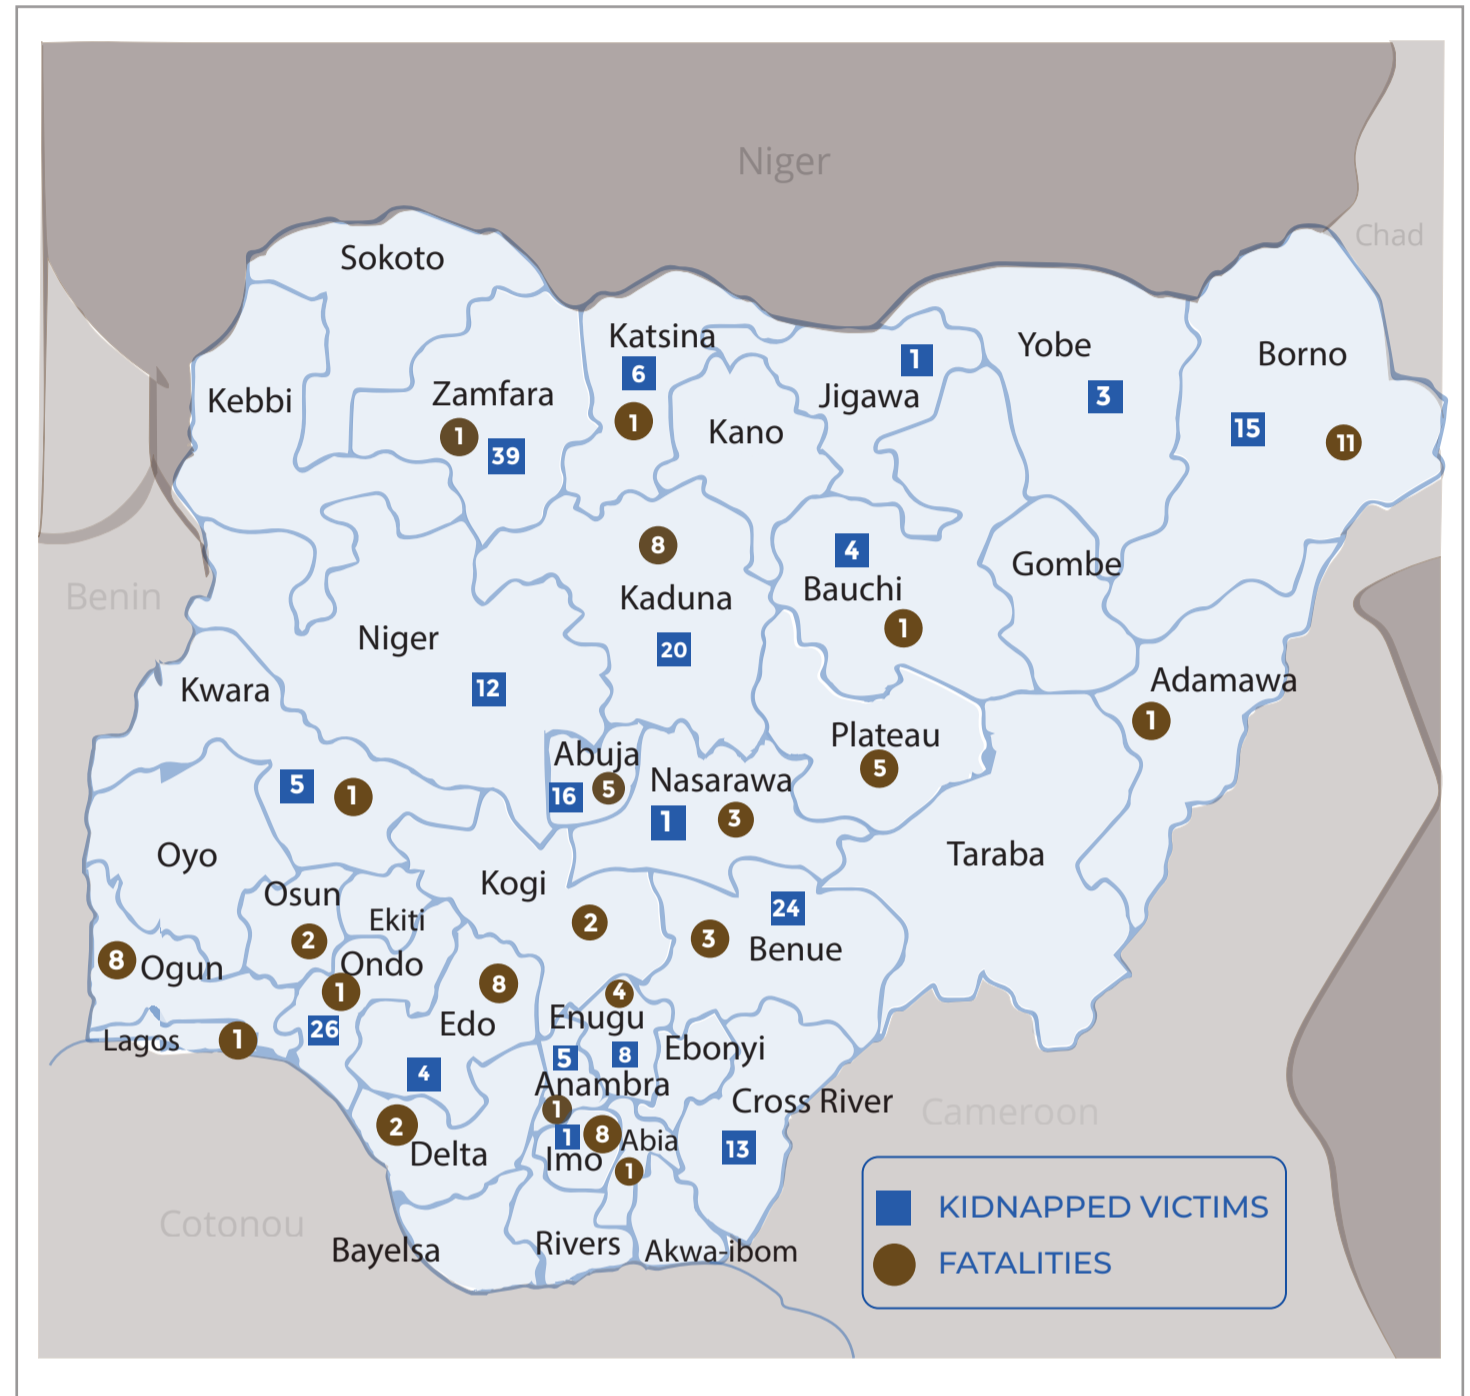 Niger
Chad
Sokoto
Katsina
6
1
Jigawa
1
Yobe
3
Borno
15
11
Kebbi
Zamfara
1
39
Kano
8
Kaduna
20
4
Bauchi
1
Gombe
Benin
Niger
12
Kwara
5
1
Adamawa
1
Abuja
16
5
Nasarawa
1
3
Plateau
5
Taraba
Oyo
Osun
2
Ekiti
Kogi
2
24
3
Benue
8
Ogun
Ondo
1
26
8
Edo
4
Lagos
1
4
Enugu
5
8
Ebonyi
Anambra
1
Cross River
13
Cameroon
2
Delta
1
8
Imo
Abia
1
Cotonou
Bayelsa
Rivers
Akwa-ibom
KIDNAPPED VICTIMS
FATALITIES